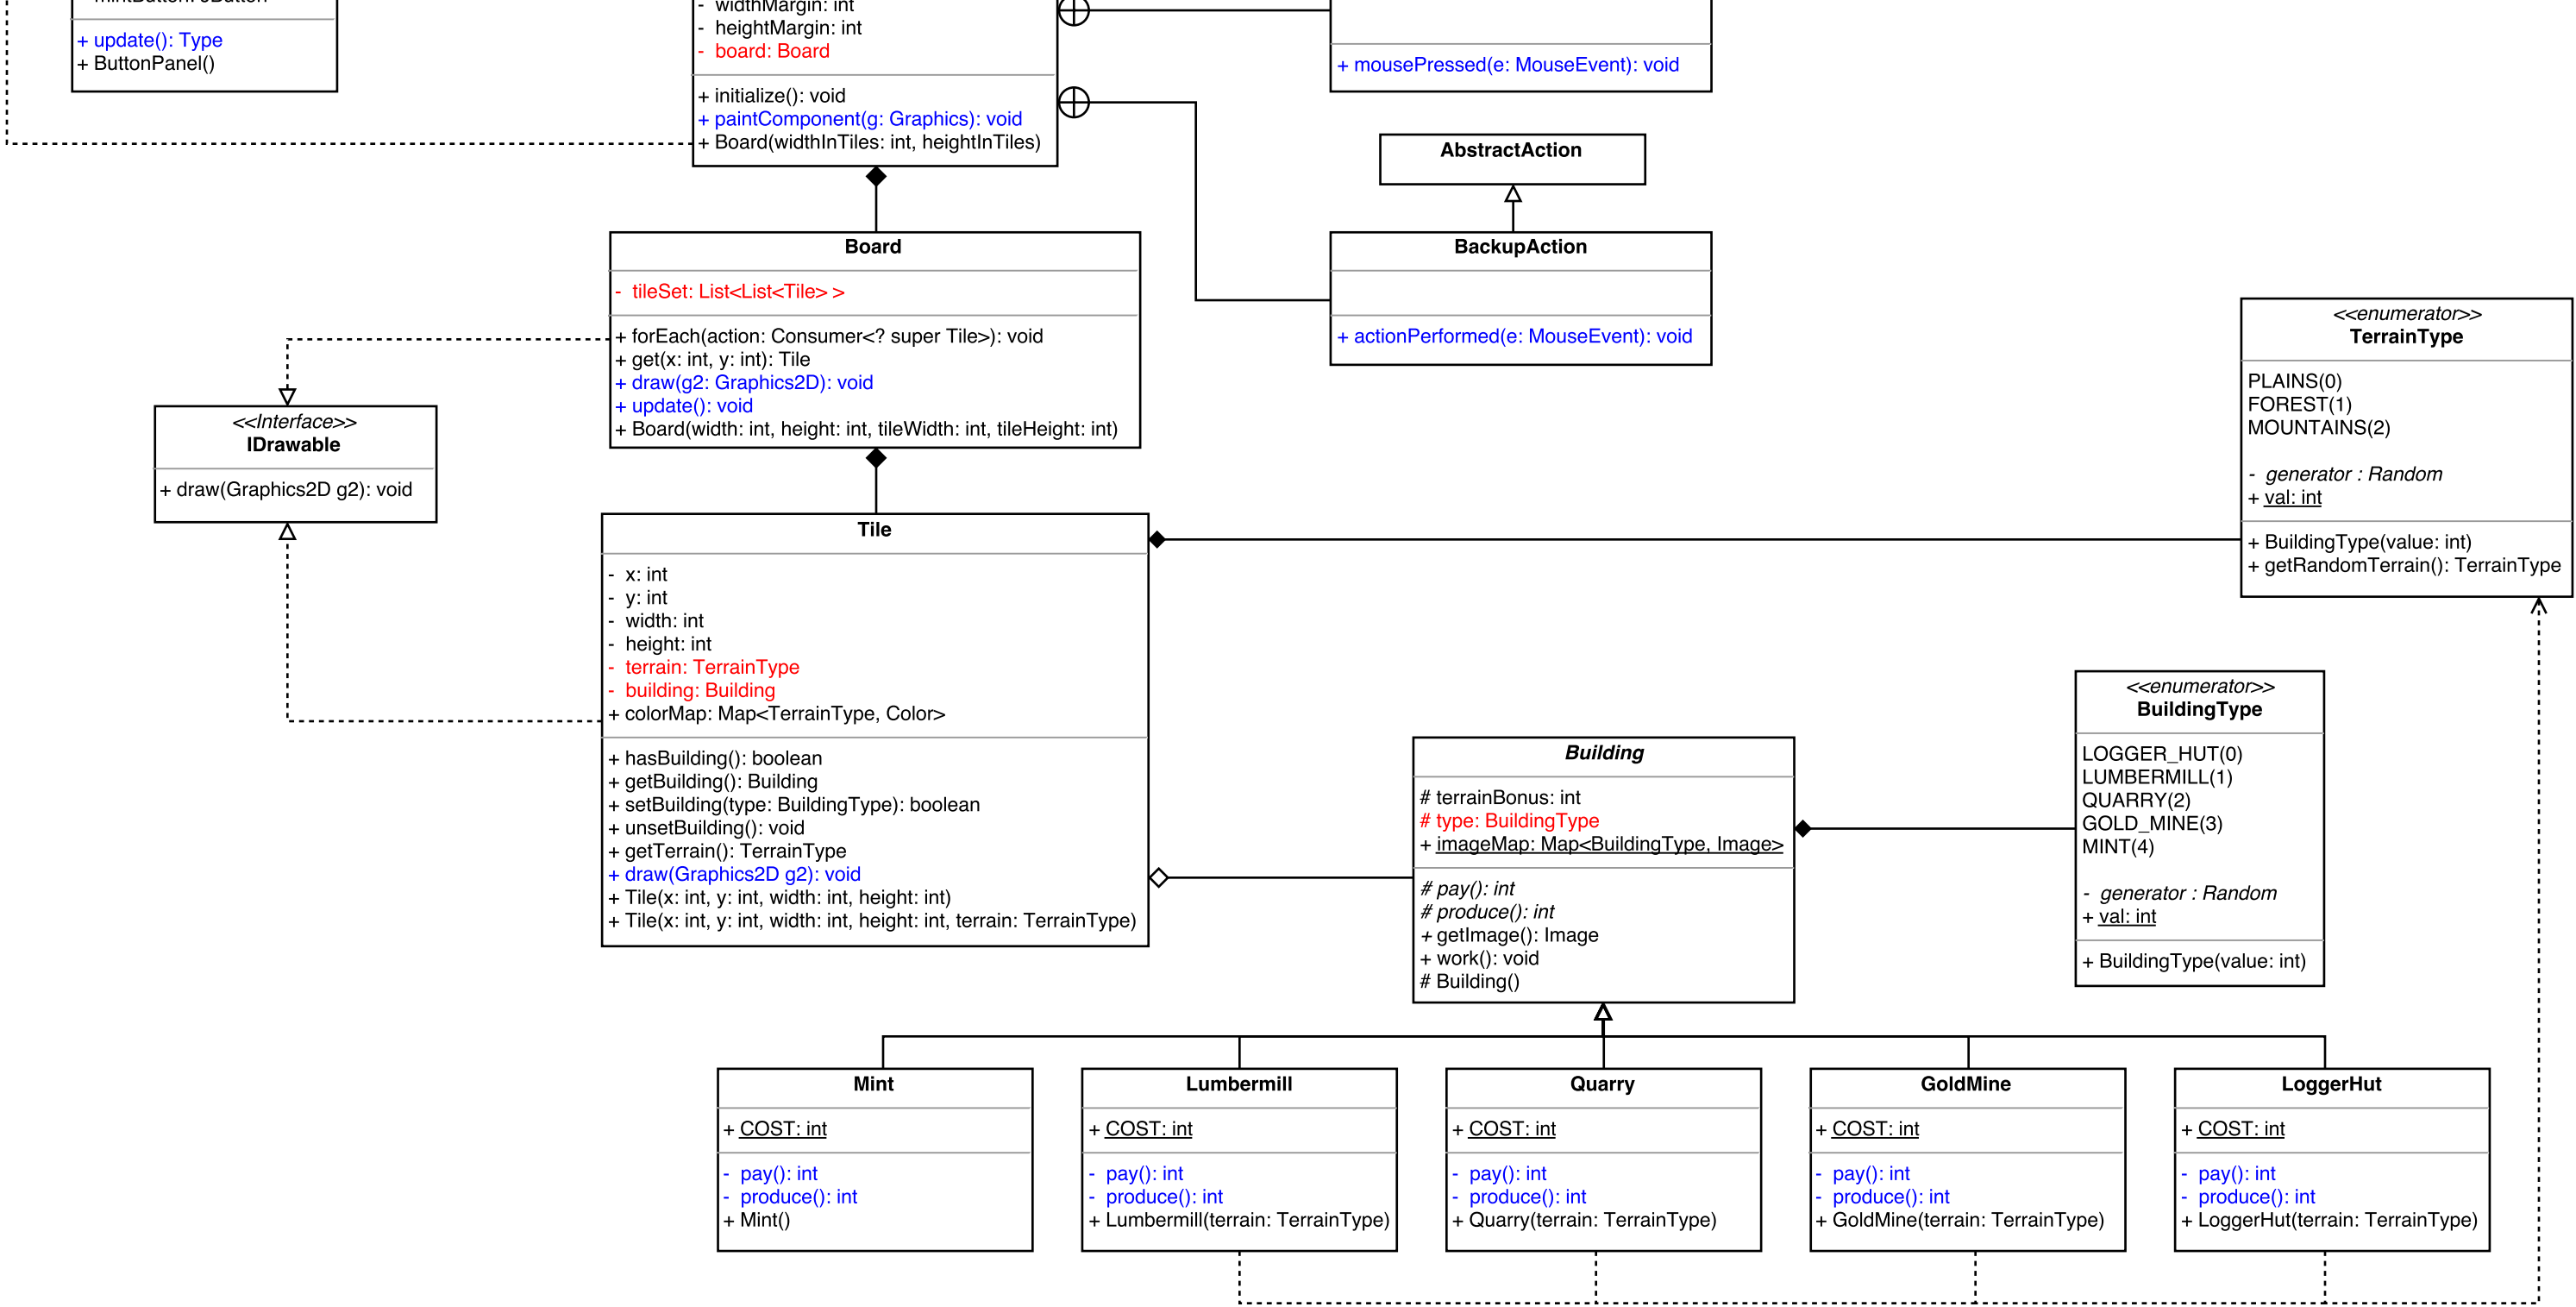 + update(): Type
+ ButtonPanel()
- widthMargin: int
- heightMargin: int
- board: Board
+ initialize(): void
+ paintComponent(g: Graphics): void
+ Board(widthInTiles: int, heightInTiles)
+ mousePressed(e: MouseEvent): void
AbstractAction
BackupAction
+ actionPerformed(e: MouseEvent): void
Board
- tileSet: List<List<Tile> >
+ forEach(action: Consumer<? super Tile>): void
+ get(x: int, y: int): Tile
+ draw(g2: Graphics2D): void
+ update(): void
+ Board(width: int, height: int, tileWidth: int, tileHeight: int)
<<Interface>>
IDrawable
+ draw(Graphics2D g2): void
<<enumerator>>
TerrainType
PLAINS(0)
FOREST(1)
MOUNTAINS(2)
- generator : Random
+ val: int
+ BuildingType(value: int)
+ getRandomTerrain(): TerrainType
Tile
- x: int
- y: int
- width: int
- height: int
- terrain: TerrainType
- building: Building
+ colorMap: Map<TerrainType, Color>
+ hasBuilding(): boolean
+ getBuilding(): Building
+ setBuilding(type: BuildingType): boolean
+ unsetBuilding(): void
+ getTerrain(): TerrainType
+ draw(Graphics2D g2): void
+ Tile(x: int, y: int, width: int, height: int)
+ Tile(x: int, y: int, width: int, height: int, terrain: TerrainType)
Building
# terrainBonus: int
# type: BuildingType
+ imageMap: Map<BuildingType, Image>
# pay(): int
# produce(): int
+ getImage(): Image
+ work(): void
# Building()
<<enumerator>>
BuildingType
LOGGER_HUT(0)
LUMBERMILL(1)
QUARRY(2)
GOLD_MINE(3)
MINT(4)
- generator : Random
+ val: int
+ BuildingType(value: int)
Mint
+ COST: int
- pay(): int
- produce(): int
+ Mint()
Lumbermill
+ COST: int
- pay(): int
- produce(): int
+ Lumbermill(terrain: TerrainType)
Quarry
+ COST: int
- pay(): int
- produce(): int
+ Quarry(terrain: TerrainType)
GoldMine
+ COST: int
- pay(): int
- produce(): int
+ GoldMine(terrain: TerrainType)
LoggerHut
+ COST: int
- pay(): int
- produce(): int
+ LoggerHut(terrain: TerrainType)